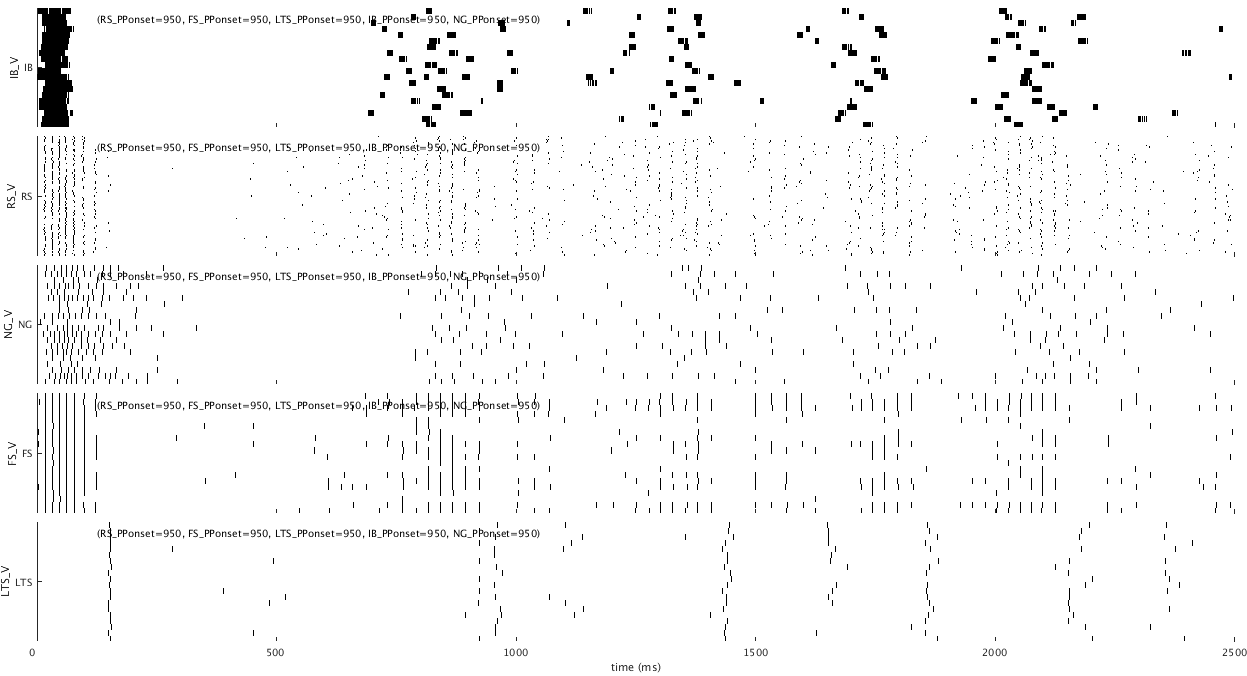 (RS_PPonset=950, FS_PPonset=950, LTS_PPonset=950, IB_PPonset=950, NG_PPonset=950)
IB_V
IB
(RS_PPonset=950, FS_PPonset=950, LTS_PPonset=950, IB_PPonset=950, NG_PPonset=950)
RS_V
RS
(RS_PPonset=950, FS_PPonset=950, LTS_PPonset=950, IB_PPonset=950, NG_PPonset=950)
NG_V
NG
(RS_PPonset=950, FS_PPonset=950, LTS_PPonset=950, IB_PPonset=950, NG_PPonset=950)
FS_V
FS
(RS_PPonset=950, FS_PPonset=950, LTS_PPonset=950, IB_PPonset=950, NG_PPonset=950)
LTS_V
LTS
0 500 1000 1500 2000 2500
time (ms)